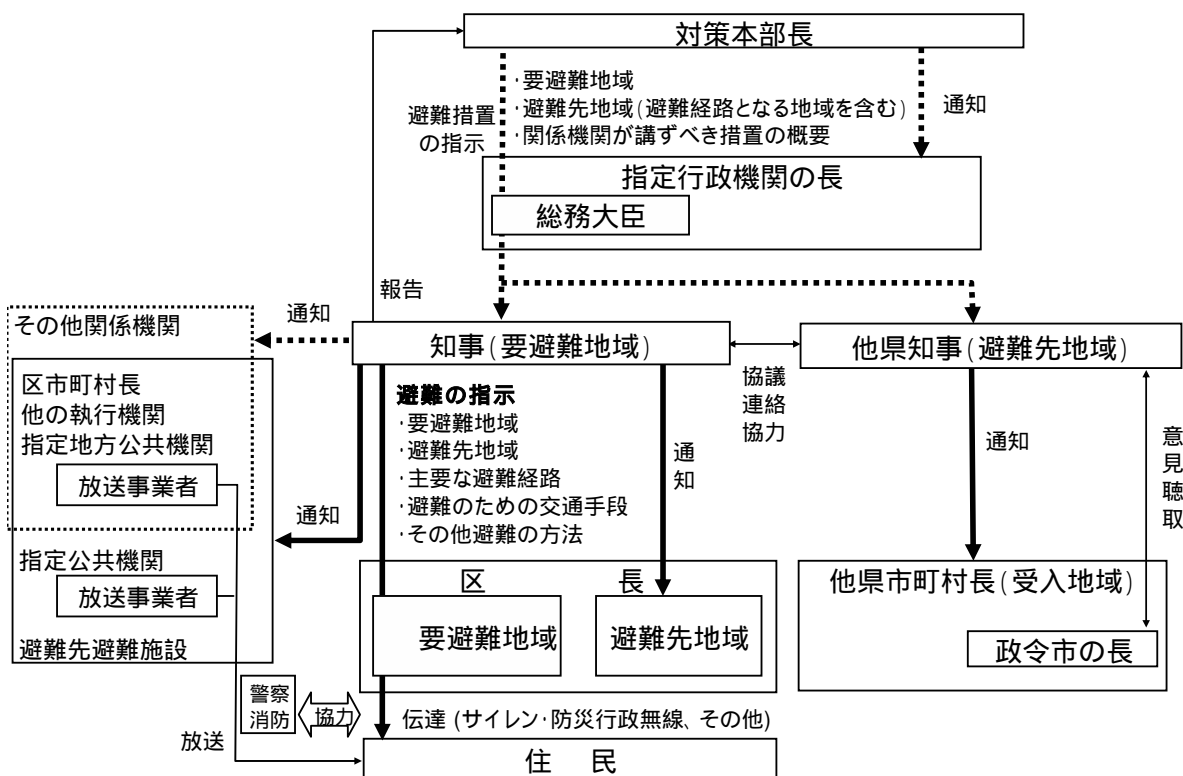 対策本部長
・要避難地域
・避難先地域(避難経路となる地域を含む)
・関係機関が講ずべき措置の概要
避難措置
の指示
通知
指定行政機関の長
総務大臣
報告
通知
その他関係機関
知事(要避難地域)
他県知事(避難先地域)
協議
連絡
協力
区市町村長
他の執行機関
指定地方公共機関
放送事業者
避難の指示
・要避難地域
・避難先地域
・主要な避難経路
・避難のための交通手段
・その他避難の方法
通知
通知
意見聴取
通知
指定公共機関
放送事業者
避難先避難施設
区 長
要避難地域
避難先地域
他県市町村長(受入地域)
政令市の長
警察
消防
協力
伝達 (サイレン・防災行政無線、その他)
放送
住 民